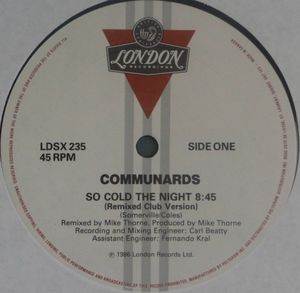 LONDON
RECORDINGS
LDSX 235
45 RPM
SIDE ONE
COMMUNARDS
SO COLD THE NIGHT 8:45
(Remixed Club Version)
(Somerville/Coles)
Remixed by Mike Thorne. Produced by Mike Thorne
Recording and Mixing Engineer: Carl Beatty
Assistant Engineer: Fernando Kral
℗ 1986 London Records Ltd.